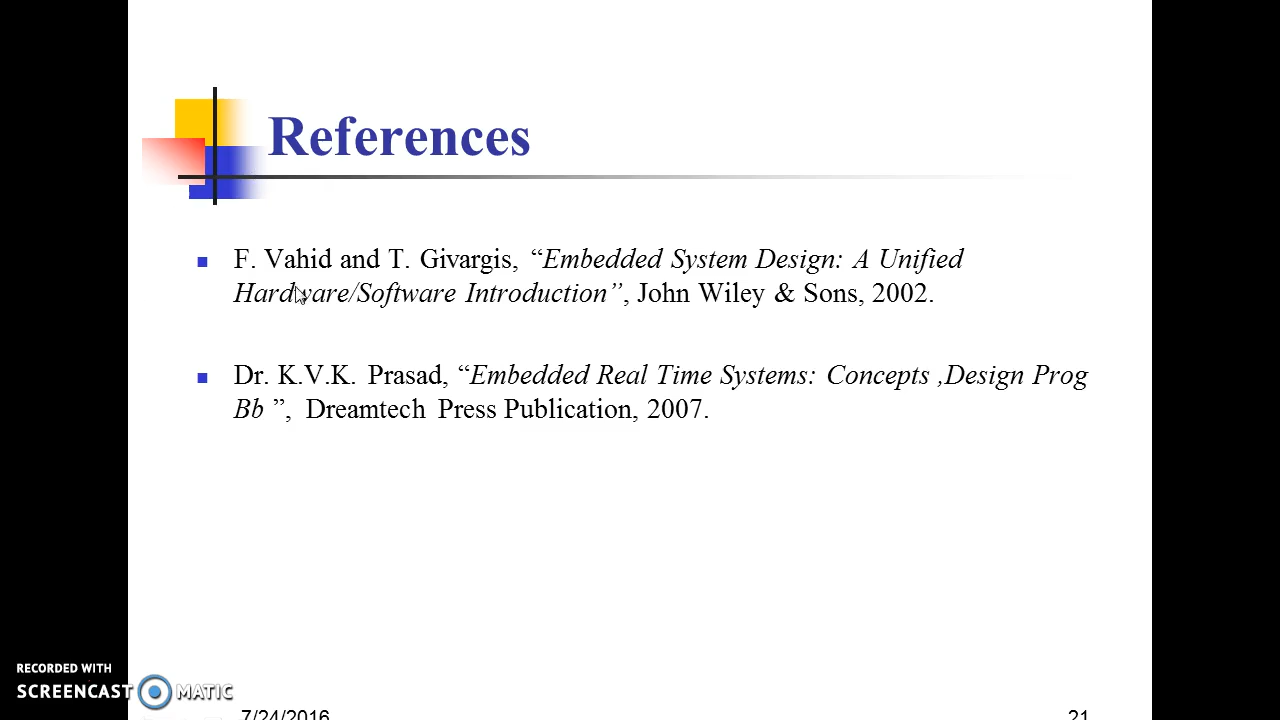 References
F. Vahid and T. Givargis, “Embedded System Design: A Unified
Hardware/Software Introduction”, John Wiley & Sons, 2002.
Dr. K.V.K. Prasad, “Embedded Real Time Systems: Concepts ,Design Prog
Bb ”, Dreamtech Press Publication, 2007.
RECORDED WITH
SCREENCAST MATIC
7/24/2016
21